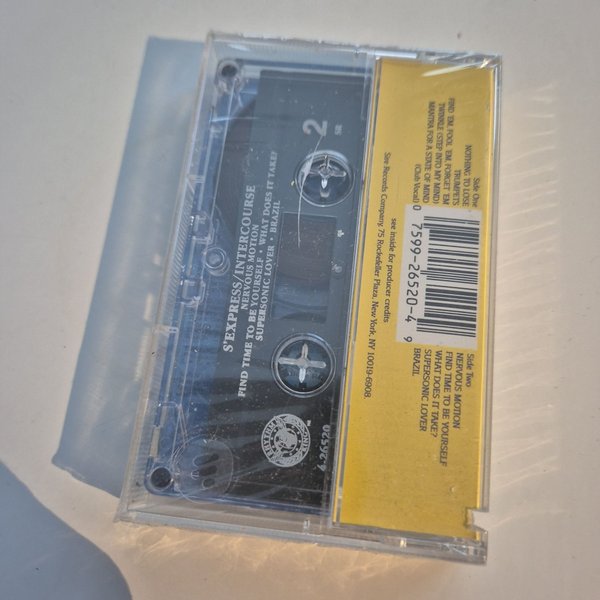 2
SR
S'EXPRESS/INTERCOURSE
NERVOUS MOTION
FIND TIME TO BE YOURSELF • WHAT DOES IT TAKE?
SUPERSONIC LOVER • BRAZIL
4-26520
Side One
NOTHING TO LOSE
TRUMPETS
FIND 'EM, FOOL 'EM, FORGET 'EM
TWINKLE (STEP INTO MY MIND)
MANTRA FOR A STATE OF MIND
(Club Vocal)
0 7599-26520-4 9
Side Two
NERVOUS MOTION
FIND TIME TO BE YOURSELF
WHAT DOES IT TAKE?
SUPERSONIC LOVER
BRAZIL
see inside for producer credits
Sire Records Company, 75 Rockefeller Plaza, New York, NY 10019-6908